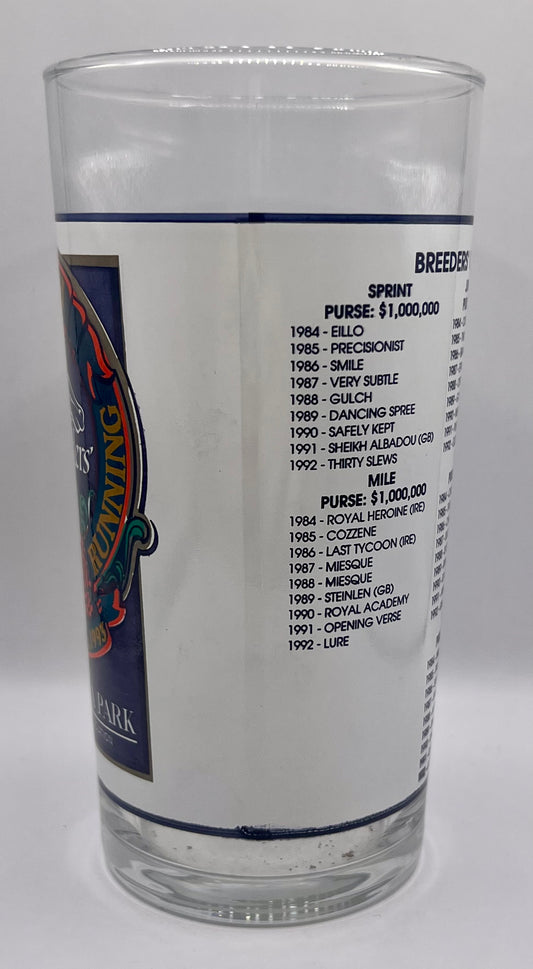 ers'
RUNNING
1993
PARK
BREEDERS'
SPRINT
PURSE: $1,000,000
1984 - EILLO
1985 - PRECISIONIST
1986 - SMILE
1987 - VERY SUBTLE
1988 - GULCH
1989 - DANCING SPREE
1990 - SAFELY KEPT
1991 - SHEIKH ALBADOU (GB)
1992 - THIRTY SLEWS
MILE
PURSE: $1,000,000
1984 - ROYAL HEROINE (IRE)
1985 - COZZENE
1986 - LAST TYCOON (IRE)
1987 - MIESQUE
1988 - MIESQUE
1989 - STEINLEN (GB)
1990 - ROYAL ACADEMY
1991 - OPENING VERSE
1992 - LURE